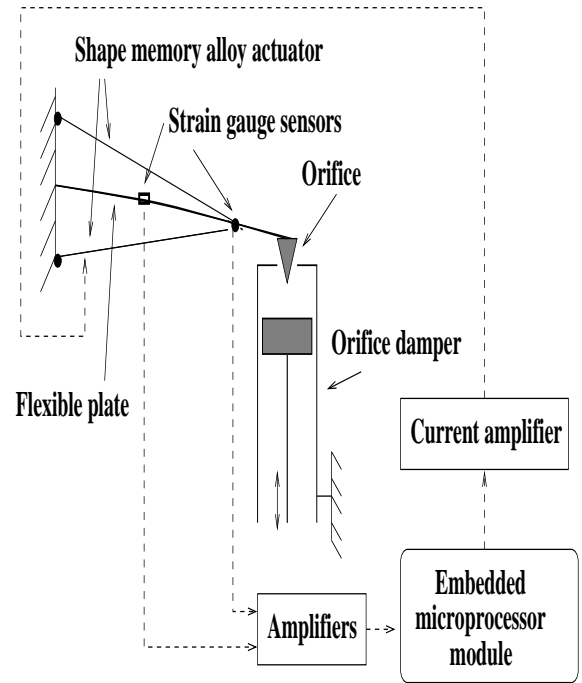 Shape memory alloy actuator
Strain gauge sensors
Orifice
Orifice damper
Flexible plate
Current amplifier
Embedded
microprocessor
module
Amplifiers